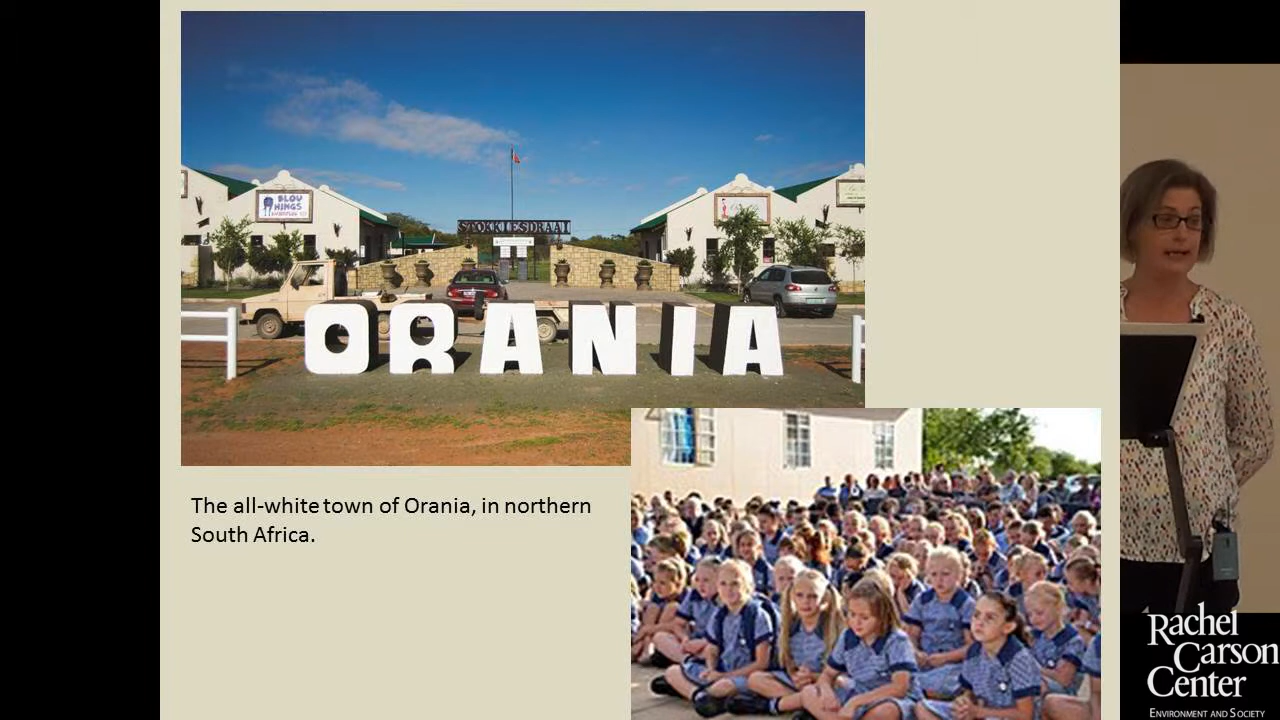 BLOU
WINGS
STOKKIESDRAAI
ORANIA
The all-white town of Orania, in northern
South Africa.
Rachel
Carson
Center
ENVIRONMENT AND SOCIETY